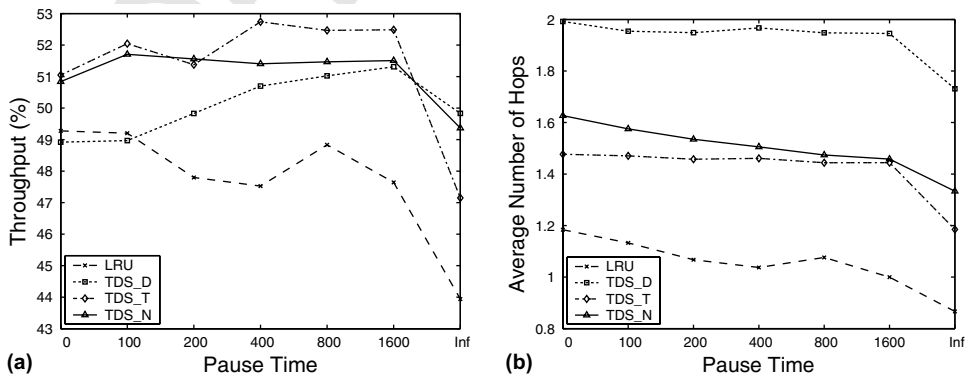 53
52
51
50
49
48
47
46
45
44
43
Throughput (%)
LRU
TDS_D
TDS_T
TDS_N
0 100 200 400 800 1600 Inf
Pause Time
(a)
2
1.8
1.6
1.4
1.2
1
0.8
Average Number of Hops
LRU
TDS_D
TDS_T
TDS_N
0 100 200 400 800 1600 Inf
Pause Time
(b)